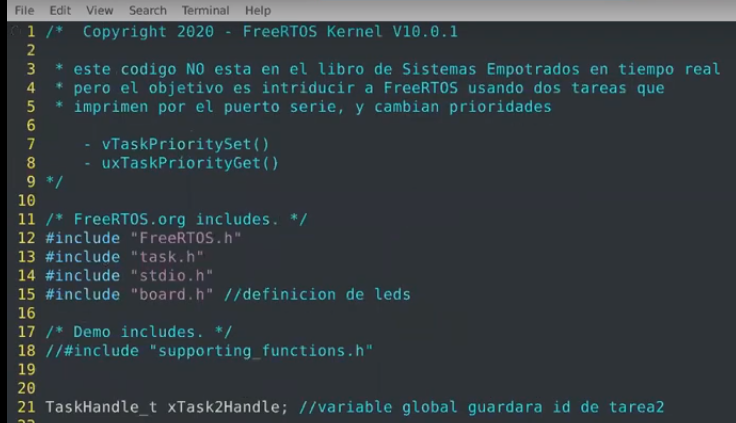 File Edit View Search Terminal Help
1 /* Copyright 2020 - FreeRTOS Kernel V10.0.1
2
3 * este codigo NO esta en el libro de Sistemas Empotrados en tiempo real
4 * pero el objetivo es intriducir a FreeRTOS usando dos tareas que
5 * imprimen por el puerto serie, y cambian prioridades
6
7 - vTaskPrioritySet()
8 - uxTaskPriorityGet()
9 */
10
11 /* FreeRTOS.org includes. */
12 #include "FreeRTOS.h"
13 #include "task.h"
14 #include "stdio.h"
15 #include "board.h" //definicion de leds
16
17 /* Demo includes. */
18 //#include "supporting_functions.h"
19
20
21 TaskHandle_t xTask2Handle; //variable global guardara id de tarea2